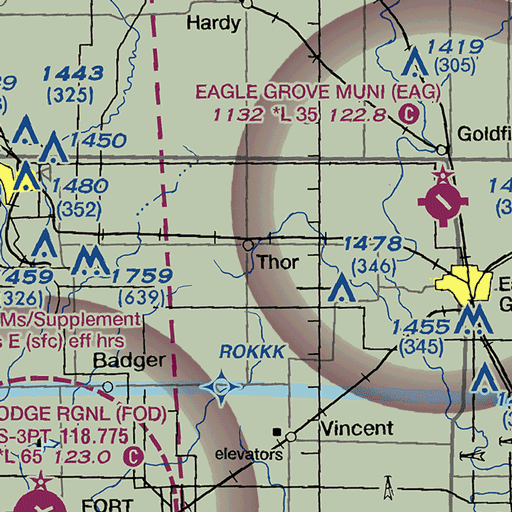 Hardy
1419
(305)
1443
(325)
EAGLE GROVE MUNI (EAG)
1132 *L 35 122.8 C
1450
1480
(352)
Thor
1478
(346)
1759
(639)
459
326)
Ms/Supplement
E (sfc) eff hrs
1455
(345)
ROKKK
Badger
ODGE RGNL (FOD)
S-3PT 118.775
*L 65 123.0 C
Vincent
elevators
FORT